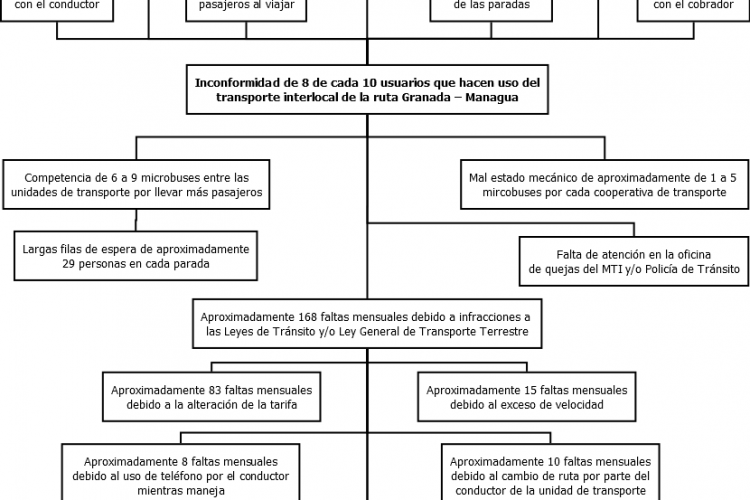 con el conductor
pasajeros al viajar
de las paradas
con el cobrador
Inconformidad de 8 de cada 10 usuarios que hacen uso del
transporte interlocal de la ruta Granada – Managua
Competencia de 6 a 9 microbuses entre las
unidades de transporte por llevar más pasajeros
Mal estado mecánico de aproximadamente de 1 a 5
mircobuses por cada cooperativa de transporte
Largas filas de espera de aproximadamente
29 personas en cada parada
Falta de atención en la oficina
de quejas del MTI y/o Policía de Tránsito
Aproximadamente 168 faltas mensuales debido a infracciones a
las Leyes de Tránsito y/o Ley General de Transporte Terrestre
Aproximadamente 83 faltas mensuales
debido a la alteración de la tarifa
Aproximadamente 15 faltas mensuales
debido al exceso de velocidad
Aproximadamente 8 faltas mensuales
debido al uso de teléfono por el conductor
mientras maneja
Aproximadamente 10 faltas mensuales
debido al cambio de ruta por parte del
conductor de la unidad de transporte